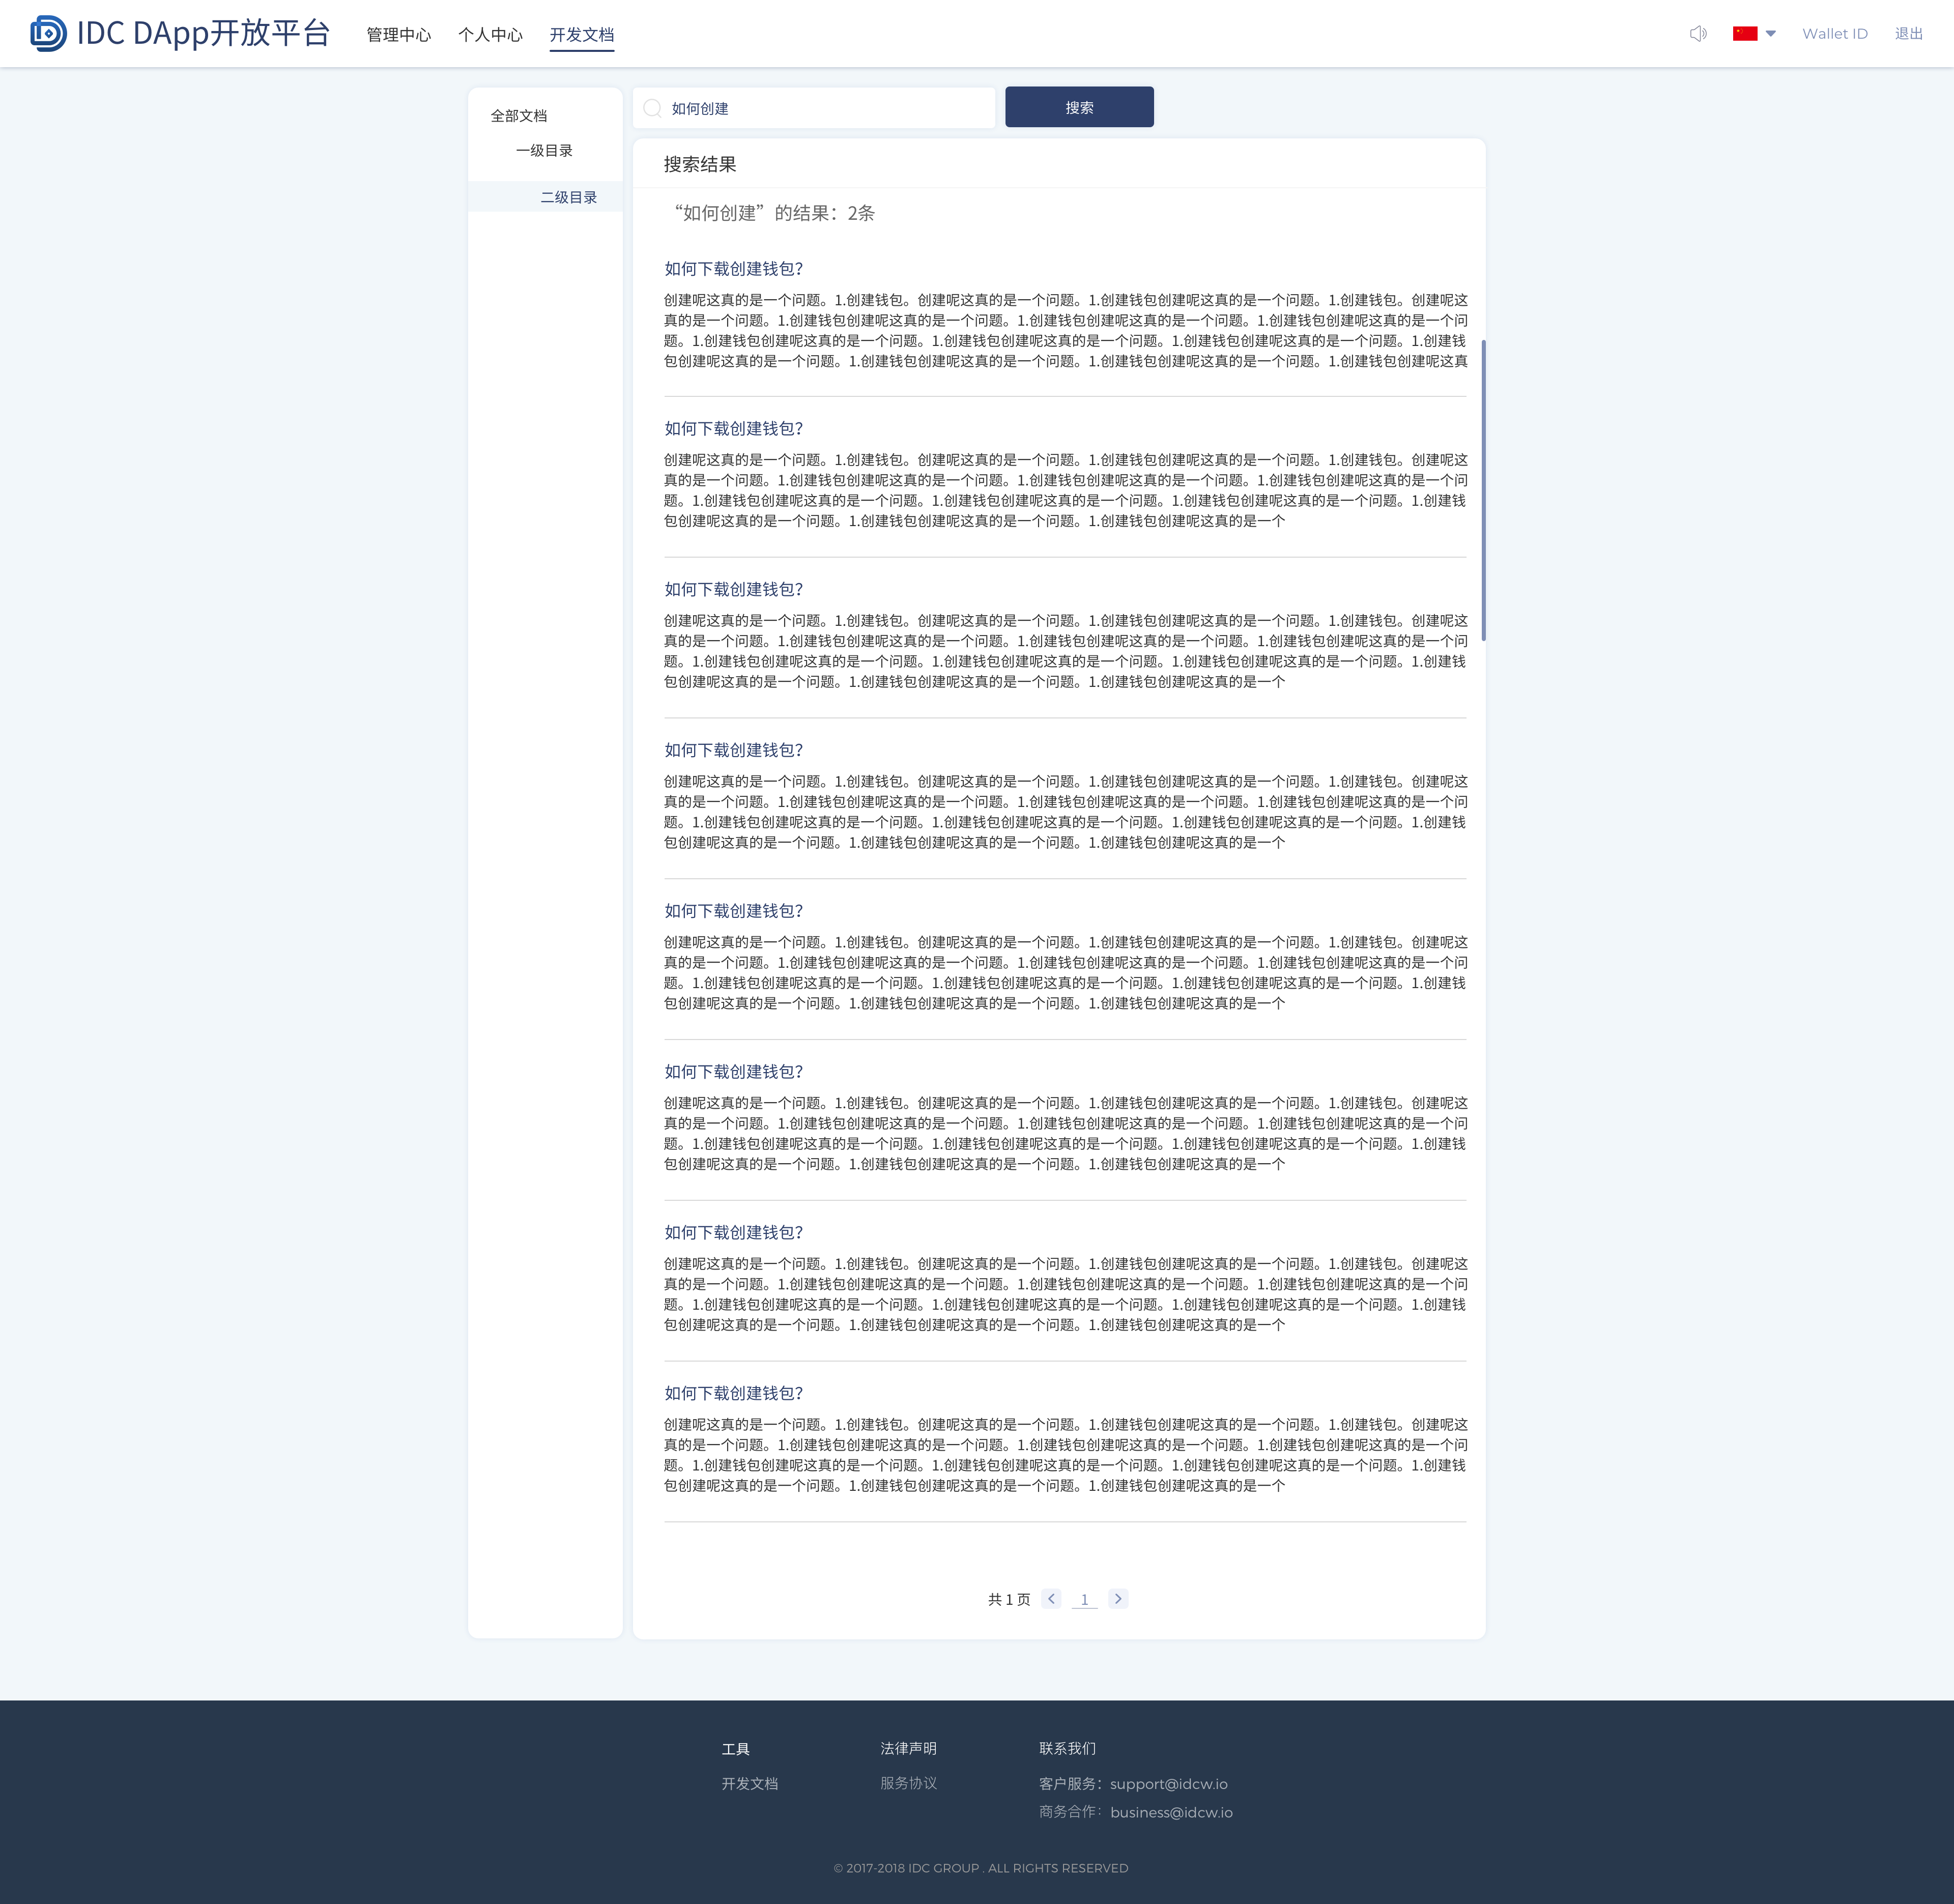 IDC DApp开放平台
管理中心
个人中心
开发文档
Wallet ID
退出
全部文档
一级目录
二级目录
如何创建
搜索
搜索结果
“如何创建”的结果：2条
如何下载创建钱包？
创建呢这真的是一个问题。1.创建钱包。创建呢这真的是一个问题。1.创建钱包创建呢这真的是一个问题。1.创建钱包。创建呢这
真的是一个问题。1.创建钱包创建呢这真的是一个问题。1.创建钱包创建呢这真的是一个问题。1.创建钱包创建呢这真的是一个问
题。1.创建钱包创建呢这真的是一个问题。1.创建钱包创建呢这真的是一个问题。1.创建钱包创建呢这真的是一个问题。1.创建钱
包创建呢这真的是一个问题。1.创建钱包创建呢这真的是一个问题。1.创建钱包创建呢这真的是一个问题。1.创建钱包创建呢这真
如何下载创建钱包？
创建呢这真的是一个问题。1.创建钱包。创建呢这真的是一个问题。1.创建钱包创建呢这真的是一个问题。1.创建钱包。创建呢这
真的是一个问题。1.创建钱包创建呢这真的是一个问题。1.创建钱包创建呢这真的是一个问题。1.创建钱包创建呢这真的是一个问
题。1.创建钱包创建呢这真的是一个问题。1.创建钱包创建呢这真的是一个问题。1.创建钱包创建呢这真的是一个问题。1.创建钱
包创建呢这真的是一个问题。1.创建钱包创建呢这真的是一个问题。1.创建钱包创建呢这真的是一个
如何下载创建钱包？
创建呢这真的是一个问题。1.创建钱包。创建呢这真的是一个问题。1.创建钱包创建呢这真的是一个问题。1.创建钱包。创建呢这
真的是一个问题。1.创建钱包创建呢这真的是一个问题。1.创建钱包创建呢这真的是一个问题。1.创建钱包创建呢这真的是一个问
题。1.创建钱包创建呢这真的是一个问题。1.创建钱包创建呢这真的是一个问题。1.创建钱包创建呢这真的是一个问题。1.创建钱
包创建呢这真的是一个问题。1.创建钱包创建呢这真的是一个问题。1.创建钱包创建呢这真的是一个
如何下载创建钱包？
创建呢这真的是一个问题。1.创建钱包。创建呢这真的是一个问题。1.创建钱包创建呢这真的是一个问题。1.创建钱包。创建呢这
真的是一个问题。1.创建钱包创建呢这真的是一个问题。1.创建钱包创建呢这真的是一个问题。1.创建钱包创建呢这真的是一个问
题。1.创建钱包创建呢这真的是一个问题。1.创建钱包创建呢这真的是一个问题。1.创建钱包创建呢这真的是一个问题。1.创建钱
包创建呢这真的是一个问题。1.创建钱包创建呢这真的是一个问题。1.创建钱包创建呢这真的是一个
如何下载创建钱包？
创建呢这真的是一个问题。1.创建钱包。创建呢这真的是一个问题。1.创建钱包创建呢这真的是一个问题。1.创建钱包。创建呢这
真的是一个问题。1.创建钱包创建呢这真的是一个问题。1.创建钱包创建呢这真的是一个问题。1.创建钱包创建呢这真的是一个问
题。1.创建钱包创建呢这真的是一个问题。1.创建钱包创建呢这真的是一个问题。1.创建钱包创建呢这真的是一个问题。1.创建钱
包创建呢这真的是一个问题。1.创建钱包创建呢这真的是一个问题。1.创建钱包创建呢这真的是一个
如何下载创建钱包？
创建呢这真的是一个问题。1.创建钱包。创建呢这真的是一个问题。1.创建钱包创建呢这真的是一个问题。1.创建钱包。创建呢这
真的是一个问题。1.创建钱包创建呢这真的是一个问题。1.创建钱包创建呢这真的是一个问题。1.创建钱包创建呢这真的是一个问
题。1.创建钱包创建呢这真的是一个问题。1.创建钱包创建呢这真的是一个问题。1.创建钱包创建呢这真的是一个问题。1.创建钱
包创建呢这真的是一个问题。1.创建钱包创建呢这真的是一个问题。1.创建钱包创建呢这真的是一个
如何下载创建钱包？
创建呢这真的是一个问题。1.创建钱包。创建呢这真的是一个问题。1.创建钱包创建呢这真的是一个问题。1.创建钱包。创建呢这
真的是一个问题。1.创建钱包创建呢这真的是一个问题。1.创建钱包创建呢这真的是一个问题。1.创建钱包创建呢这真的是一个问
题。1.创建钱包创建呢这真的是一个问题。1.创建钱包创建呢这真的是一个问题。1.创建钱包创建呢这真的是一个问题。1.创建钱
包创建呢这真的是一个问题。1.创建钱包创建呢这真的是一个问题。1.创建钱包创建呢这真的是一个
如何下载创建钱包？
创建呢这真的是一个问题。1.创建钱包。创建呢这真的是一个问题。1.创建钱包创建呢这真的是一个问题。1.创建钱包。创建呢这
真的是一个问题。1.创建钱包创建呢这真的是一个问题。1.创建钱包创建呢这真的是一个问题。1.创建钱包创建呢这真的是一个问
题。1.创建钱包创建呢这真的是一个问题。1.创建钱包创建呢这真的是一个问题。1.创建钱包创建呢这真的是一个问题。1.创建钱
包创建呢这真的是一个问题。1.创建钱包创建呢这真的是一个问题。1.创建钱包创建呢这真的是一个
共 1 页
1
工具
开发文档
法律声明
服务协议
联系我们
客户服务：support@idcw.io
商务合作：business@idcw.io
© 2017-2018 IDC GROUP . ALL RIGHTS RESERVED